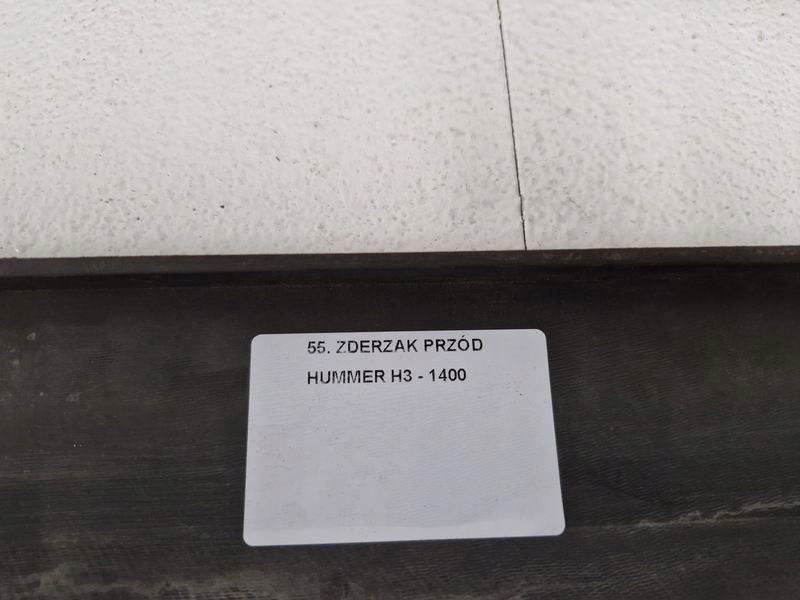 55. ZDERZAK PRZÓD
HUMMER H3 - 1400